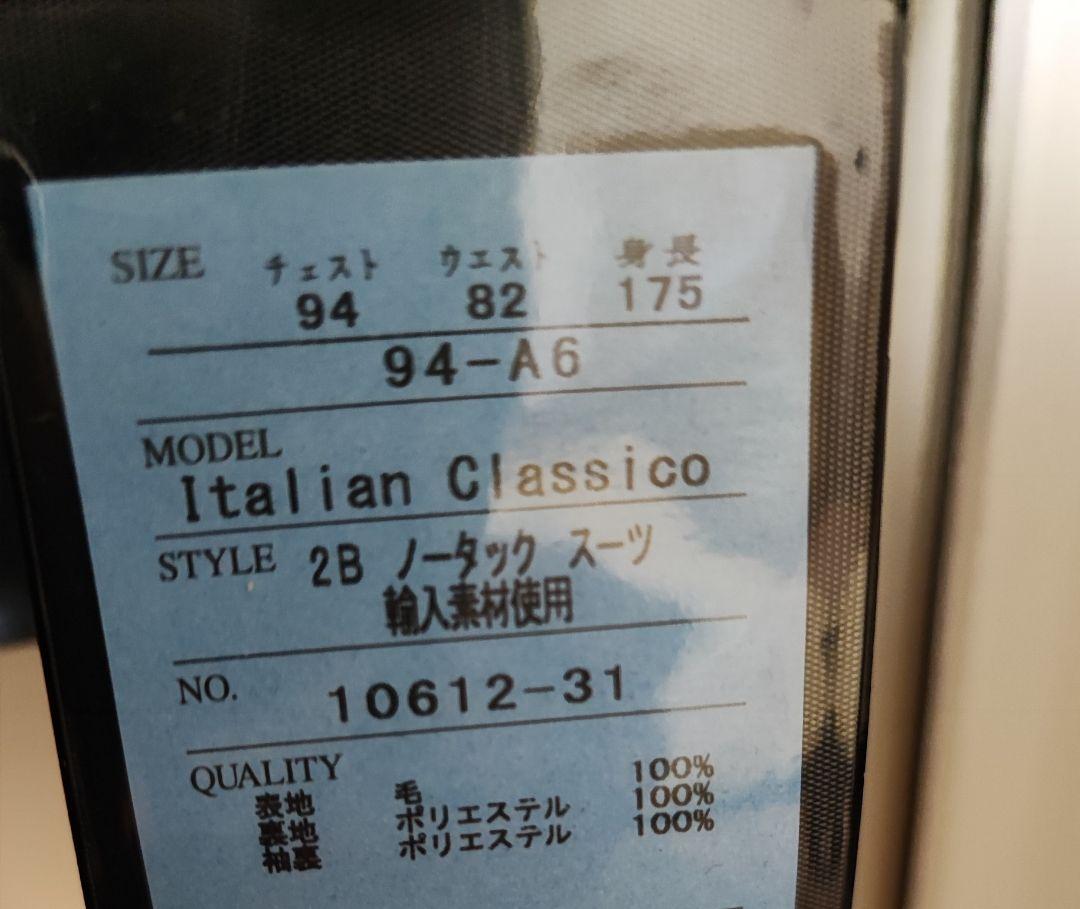 SIZE チェスト ウエスト 身長
94 82 175
94-A6
MODEL
Italian Classico
STYLE 2B ノータック スーツ
輸入素材使用
NO. 10612-31
QUALITY
表地 毛 100%
裏地 ポリエステル 100%
袖裏 ポリエステル 100%